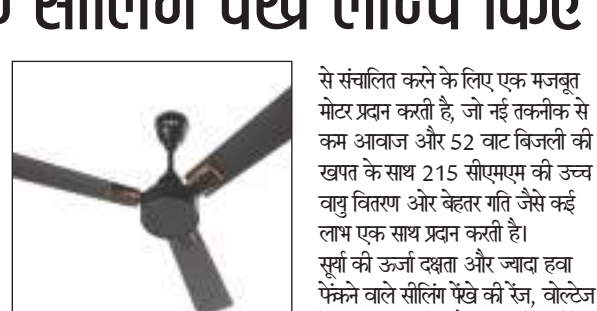 सीलिंग पंखे लॉन्च किए
से संचालित करने के लिए एक मजबूत
मोटर प्रदान करती है, जो नई तकनीक से
कम आवाज और 52 वाट बिजली की
खपत के साथ 215 सीएमएम की उच्च
वायु वितरण ओर बेहतर गति जैसे कई
लाभ एक साथ प्रदान करती है।
सूर्या की ऊर्जा दक्षता और ज्यादा हवा
फेंकने वाले सीलिंग पेंखे की रेंज, वोल्टेज